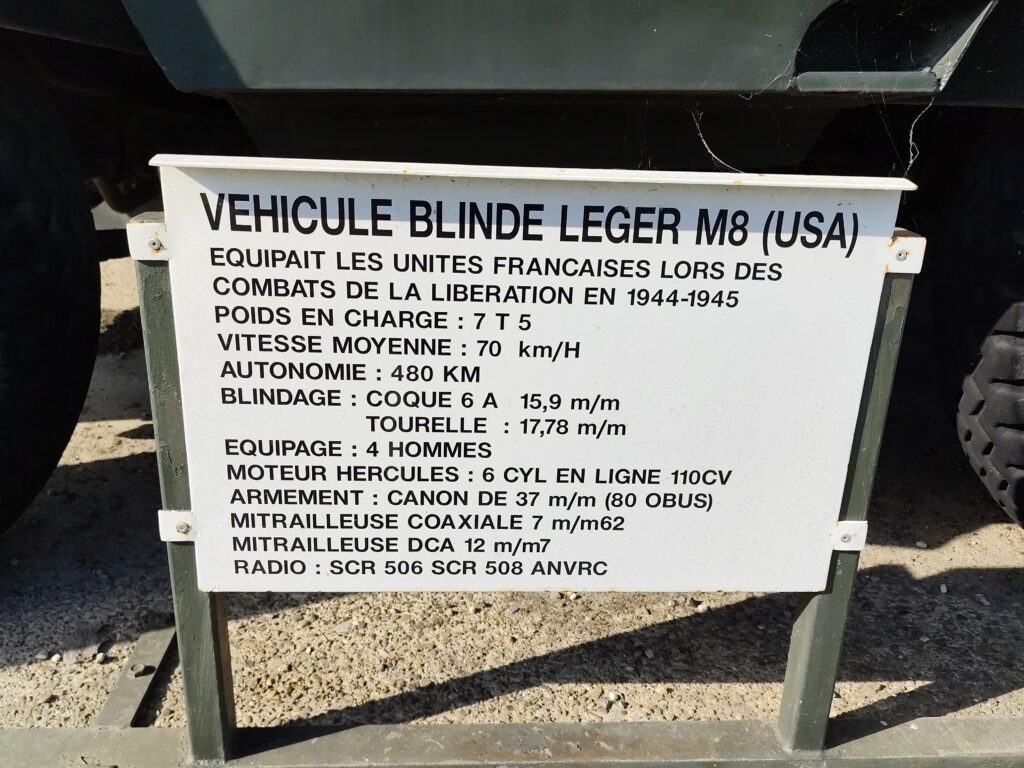 VEHICULE BLINDE LEGER M8 (USA)
EQUIPAIT LES UNITES FRANCAISES LORS DES
COMBATS DE LA LIBERATION EN 1944-1945
POIDS EN CHARGE : 7 T 5
VITESSE MOYENNE : 70 km/H
AUTONOMIE : 480 KM
BLINDAGE : COQUE 6 A 15,9 m/m
TOURELLE : 17,78 m/m
EQUIPAGE : 4 HOMMES
MOTEUR HERCULES : 6 CYL EN LIGNE 110CV
ARMEMENT : CANON DE 37 m/m (80 OBUS)
MITRAILLEUSE COAXIALE 7 m/m62
MITRAILLEUSE DCA 12 m/m7
RADIO : SCR 506 SCR 508 ANVRC